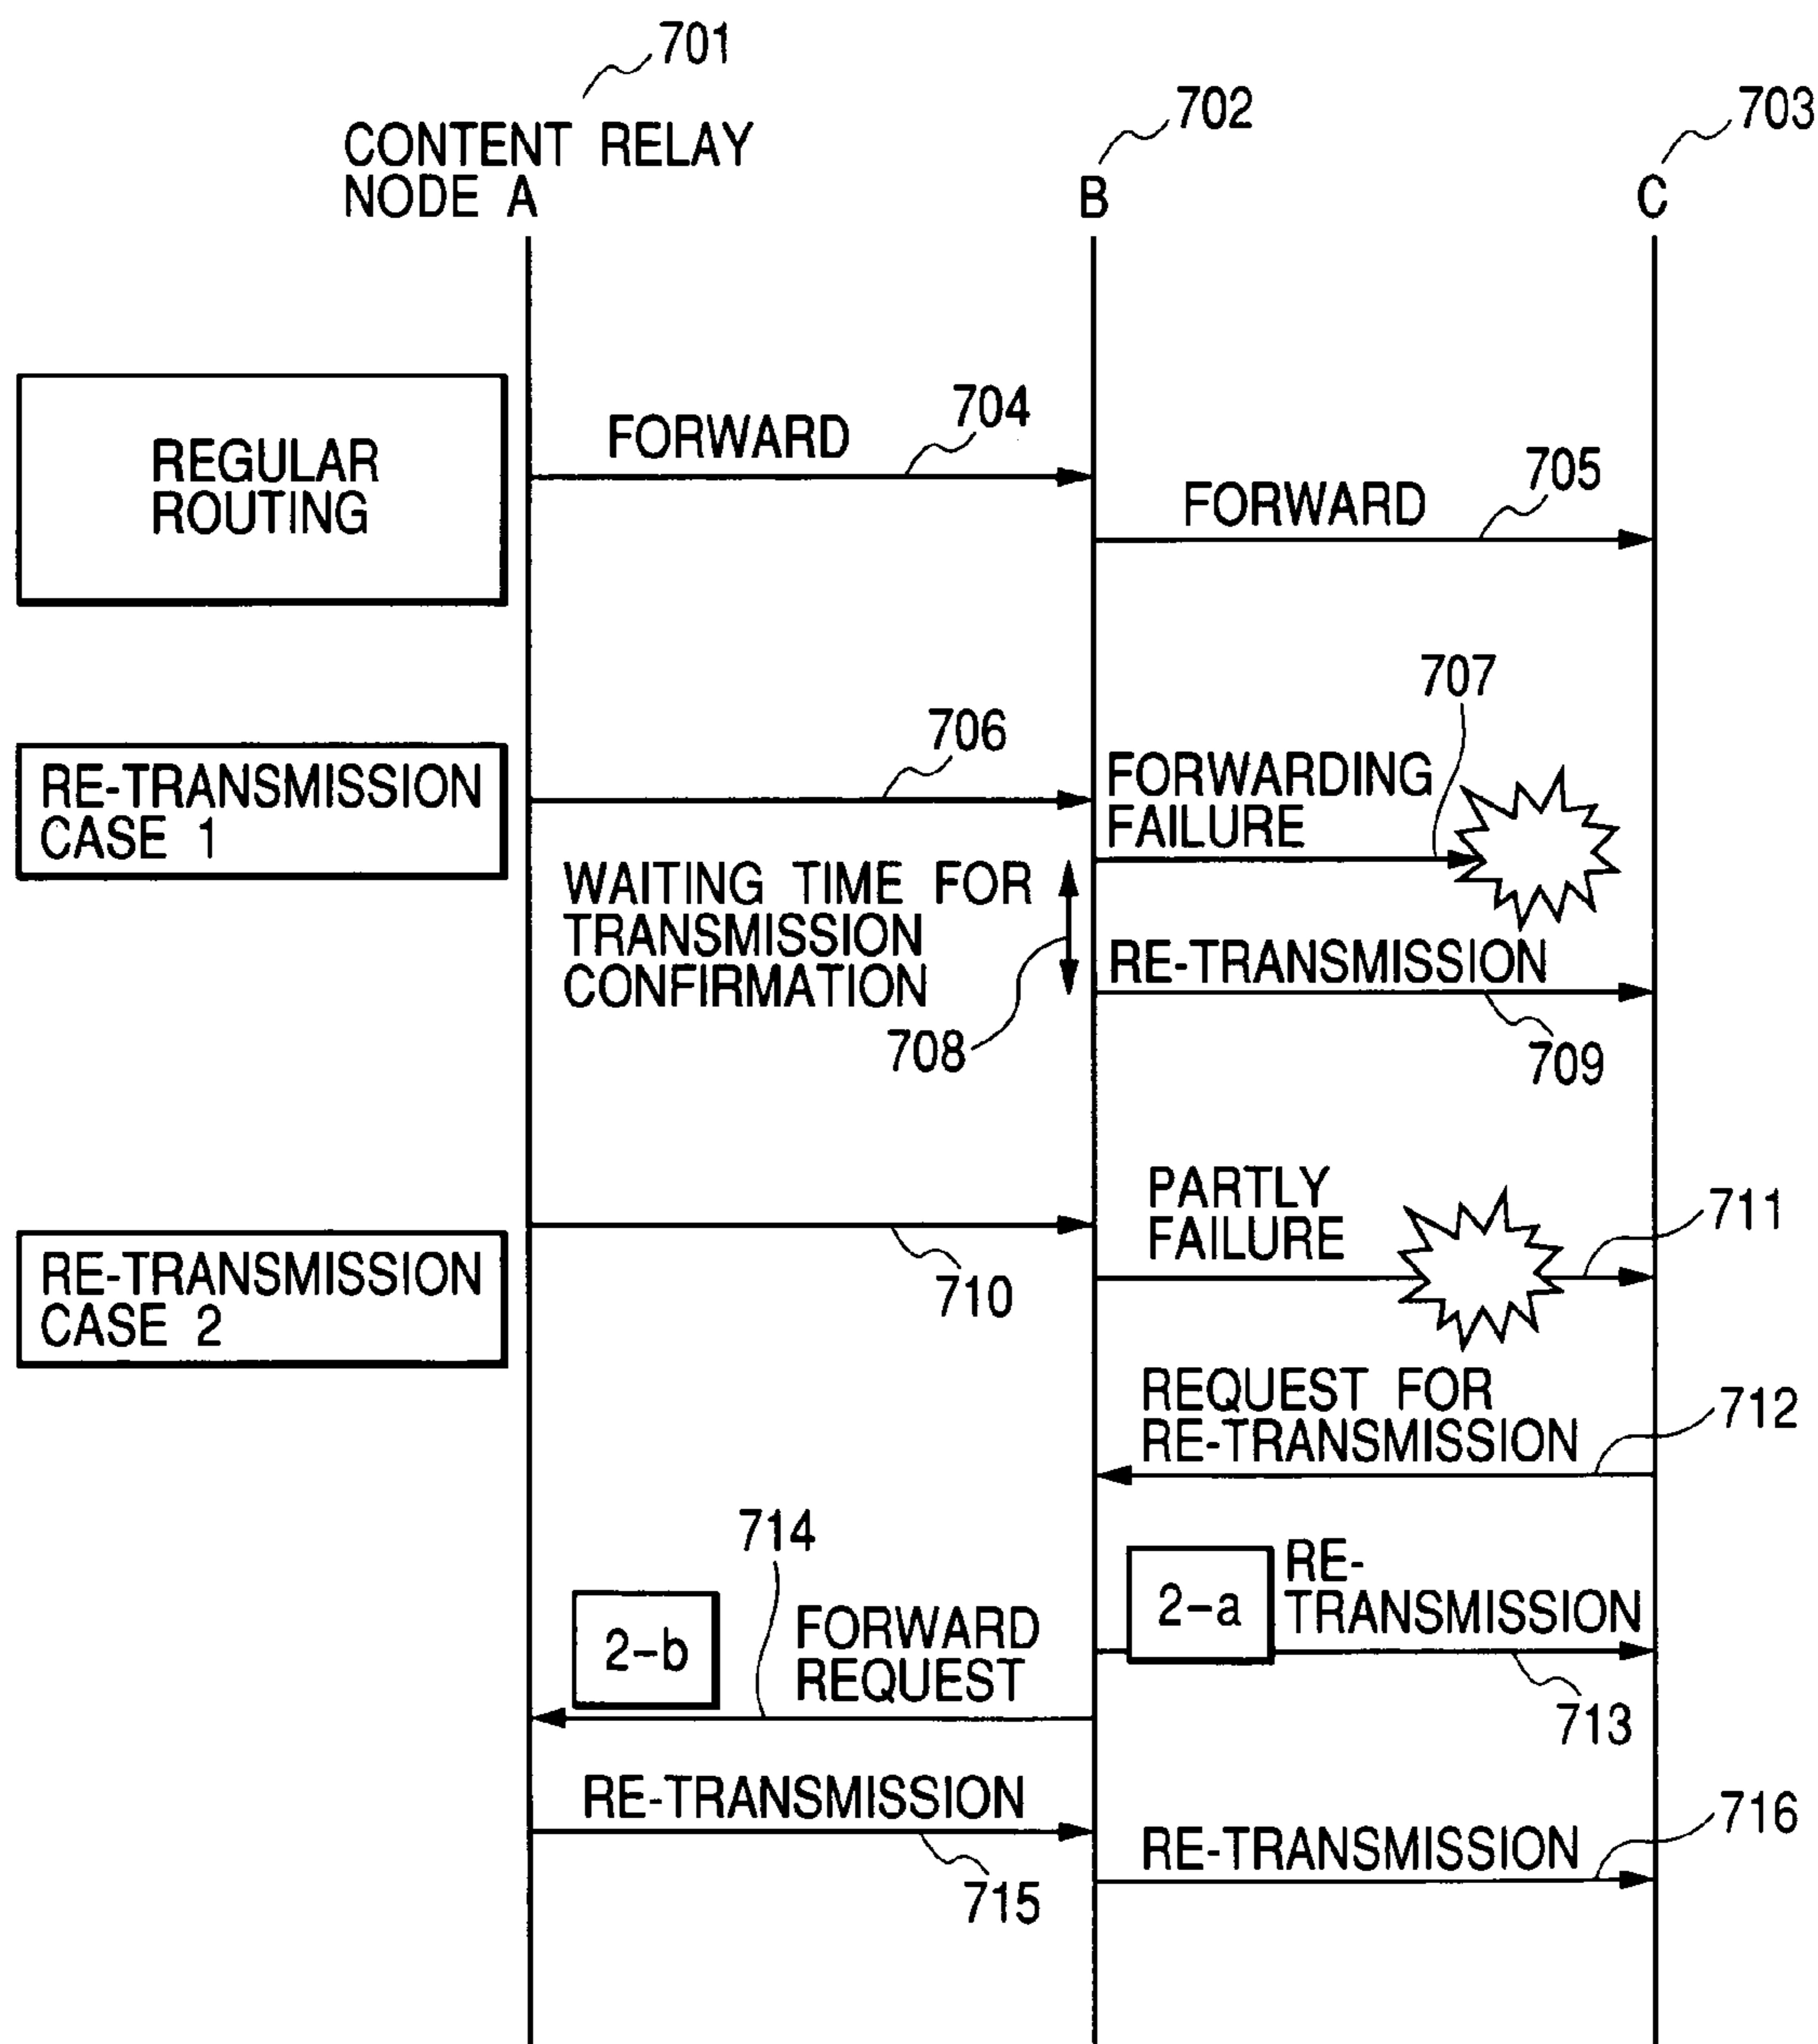 701
CONTENT RELAY
NODE A
702
B
703
C
REGULAR
ROUTING
FORWARD
704
FORWARD
705
RE-TRANSMISSION
CASE 1
706
FORWARDING
FAILURE
707
WAITING TIME FOR
TRANSMISSION
CONFIRMATION
708
RE-TRANSMISSION
709
RE-TRANSMISSION
CASE 2
710
PARTLY
FAILURE
711
REQUEST FOR
RE-TRANSMISSION
712
2-a
RE-
TRANSMISSION
713
714
2-b
FORWARD
REQUEST
RE-TRANSMISSION
715
RE-TRANSMISSION
716